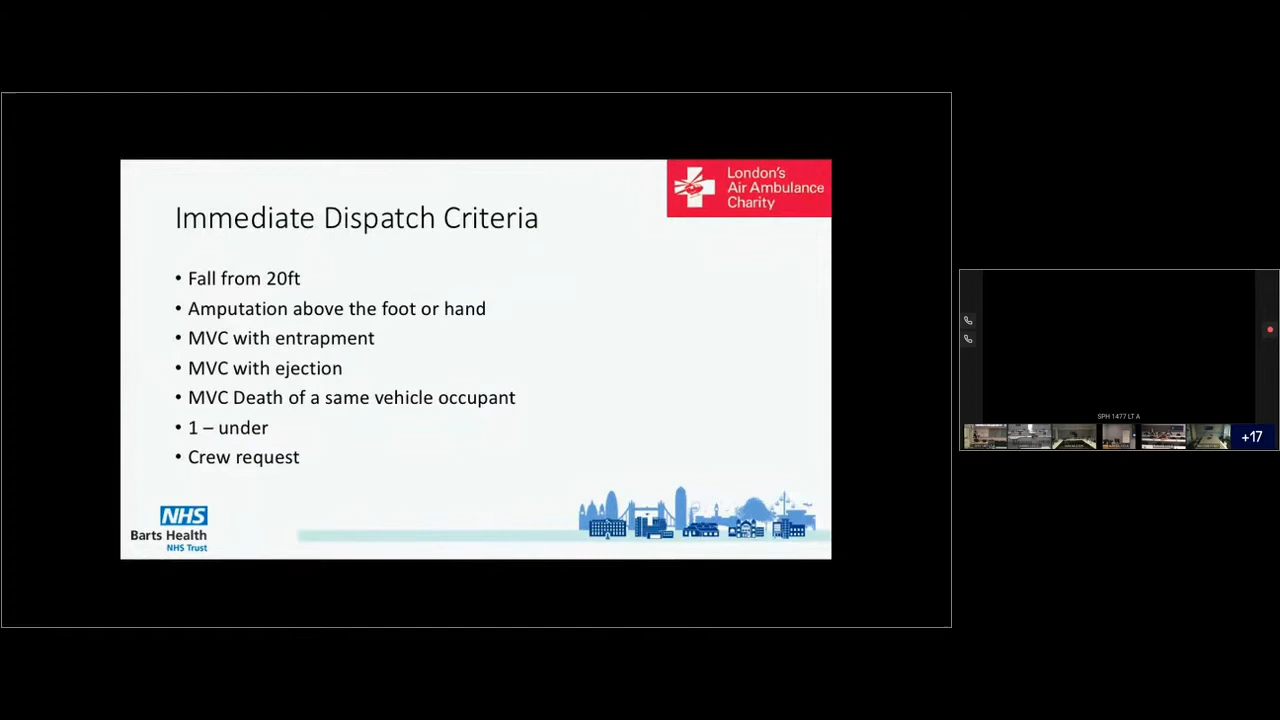 London's
Air Ambulance
Charity
Immediate Dispatch Criteria
• Fall from 20ft
• Amputation above the foot or hand
• MVC with entrapment
• MVC with ejection
• MVC Death of a same vehicle occupant
• 1 – under
• Crew request
NHS
Barts Health
NHS Trust
SPH 1477 LT A
+17